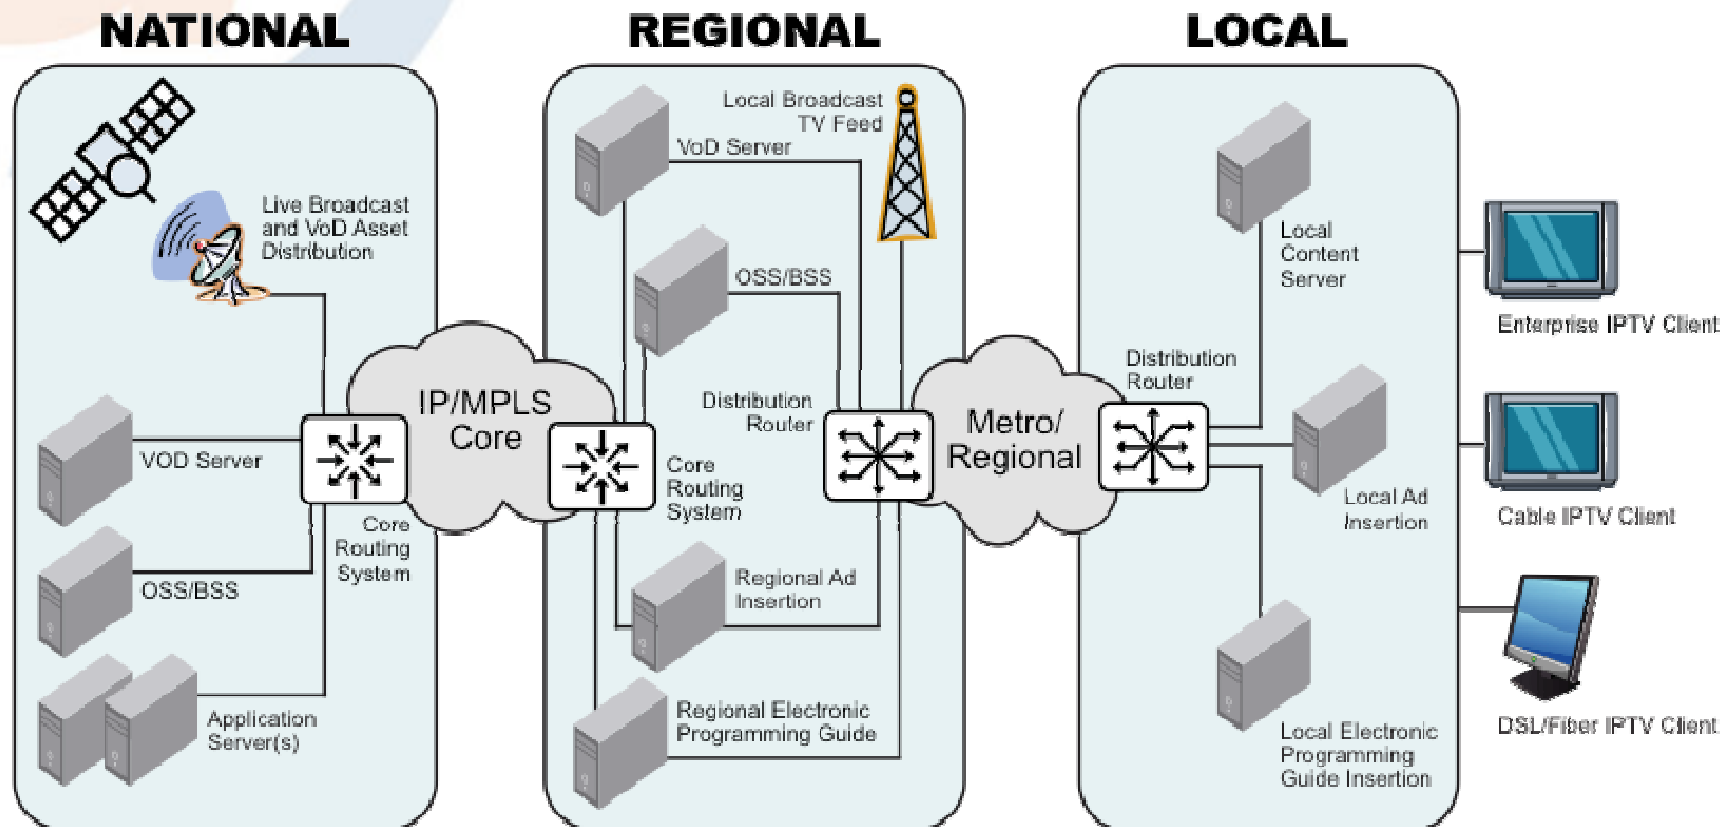 NATIONAL
REGIONAL
LOCAL
Live Broadcast
and VoD Asset
Distribution
VOD Server
OSS/BSS
Application
Server(s)
Core
Routing
System
IP/MPLS
Core
Local Broadcast
TV Feed
VoD Server
OSS/BSS
Distribution
Router
Core
Routing
System
Regional Ad
Insertion
Regional Electronic
Programming Guide
Metro/
Regional
Distribution
Router
Local
Content
Server
Local Ad
Insertion
Local Electronic
Programming
Guide Insertion
Enterprise IPTV Client
Cable IPTV Client
DSL/Fiber IPTV Client